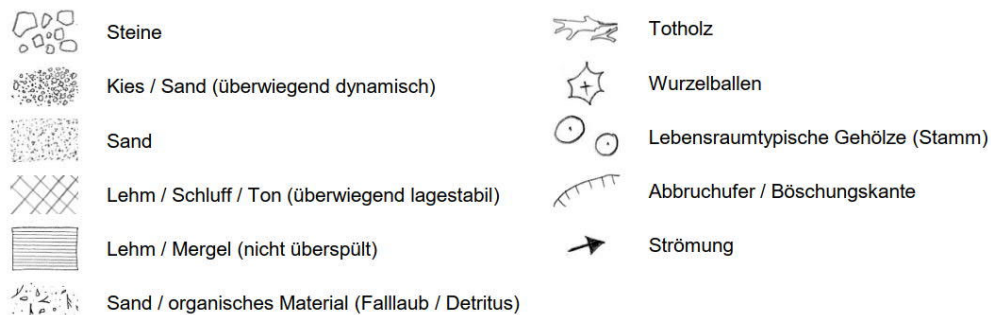 Steine
Kies / Sand (überwiegend dynamisch)
Sand
Lehm / Schluff / Ton (überwiegend lagestabil)
Lehm / Mergel (nicht überspült)
Sand / organisches Material (Falllaub / Detritus)
Totholz
Wurzelballen
Lebensraumtypische Gehölze (Stamm)
Abbruchufer / Böschungskante
Strömung